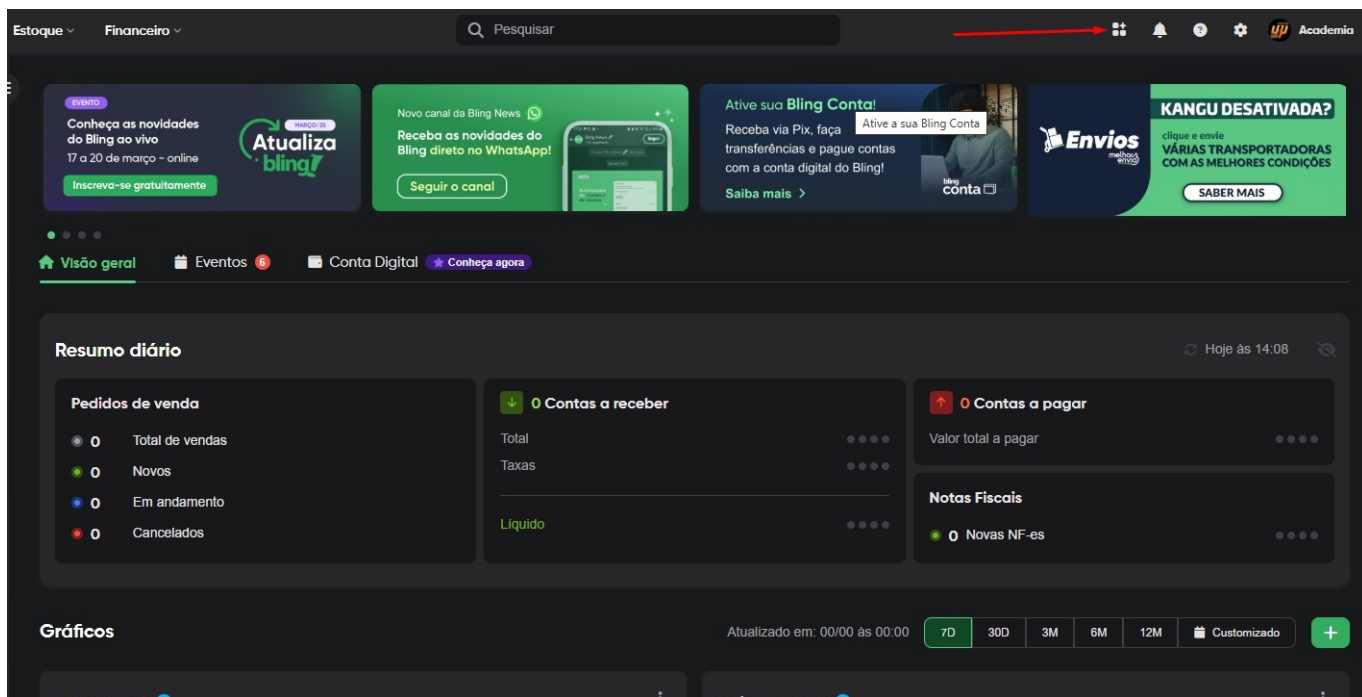 Estoque
Financeiro
Pesquisar
Academia
EVENTO
Conheça as novidades
do Bling ao vivo
17 a 20 de março - online
Inscreva-se gratuitamente
MARÇO/25
Atualiza
bling
Novo canal da Bling News
Receba as novidades do
Bling direto no WhatsApp!
Seguir o canal
Ative sua Bling Conta!
Receba via Pix, faça
transferências e pague contas
com a conta digital do Bling!
Saiba mais >
Ative a sua Bling Conta
bling
conta
Envios
melhor
envio
KANGU DESATIVADA?
clique e envie
VÁRIAS TRANSPORTADORAS
COM AS MELHORES CONDIÇÕES
SABER MAIS
Visão geral
Eventos 6
Conta Digital
Conheça agora
Resumo diário
Hoje às 14:08
Pedidos de venda
0 Total de vendas
0 Novos
0 Em andamento
0 Cancelados
0 Contas a receber
Total
Taxas
Líquido
0 Contas a pagar
Valor total a pagar
Notas Fiscais
0 Novas NF-es
Gráficos
Atualizado em: 00/00 às 00:00
7D
30D
3M
6M
12M
Customizado
+